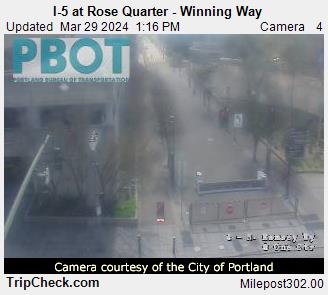 I-5 at Rose Quarter - Winning Way
Updated Mar 29 2024 1:16 PM Camera 4
PBOT
PORTLAND BUREAU OF TRANSPORTATION
Camera courtesy of the City of Portland
TripCheck.com Milepost302.00